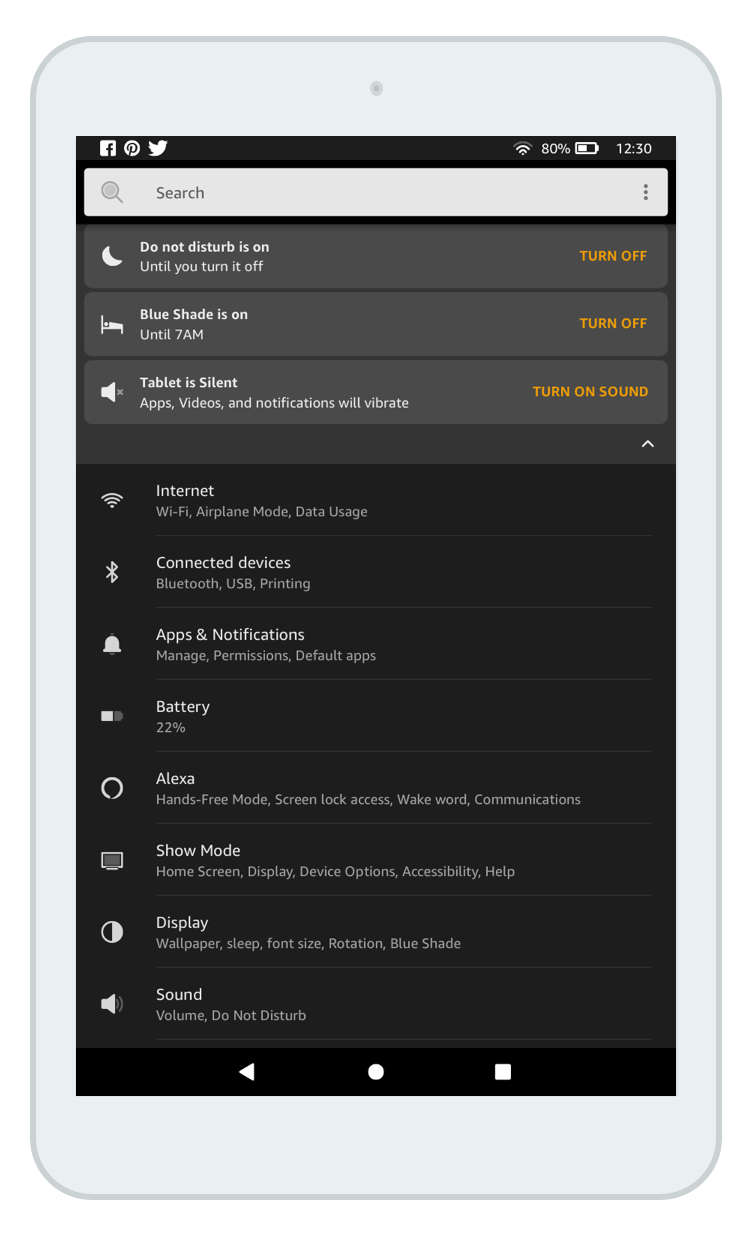 80% 12:30
Search
Do not disturb is on
Until you turn it off
TURN OFF
Blue Shade is on
Until 7AM
TURN OFF
Tablet is Silent
Apps, Videos, and notifications will vibrate
TURN ON SOUND
Internet
Wi-Fi, Airplane Mode, Data Usage
Connected devices
Bluetooth, USB, Printing
Apps & Notifications
Manage, Permissions, Default apps
Battery
22%
Alexa
Hands-Free Mode, Screen lock access, Wake word, Communications
Show Mode
Home Screen, Display, Device Options, Accessibility, Help
Display
Wallpaper, sleep, font size, Rotation, Blue Shade
Sound
Volume, Do Not Disturb